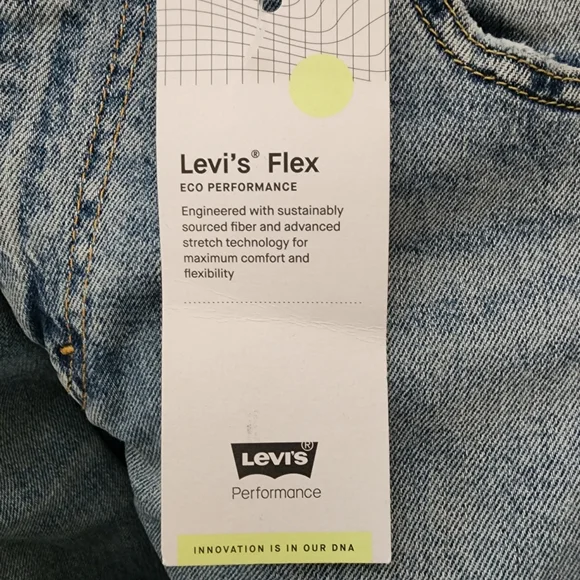 Levi's® Flex
ECO PERFORMANCE
Engineered with sustainably
sourced fiber and advanced
stretch technology for
maximum comfort and
flexibility
LEVI'S®
Performance
INNOVATION IS IN OUR DNA